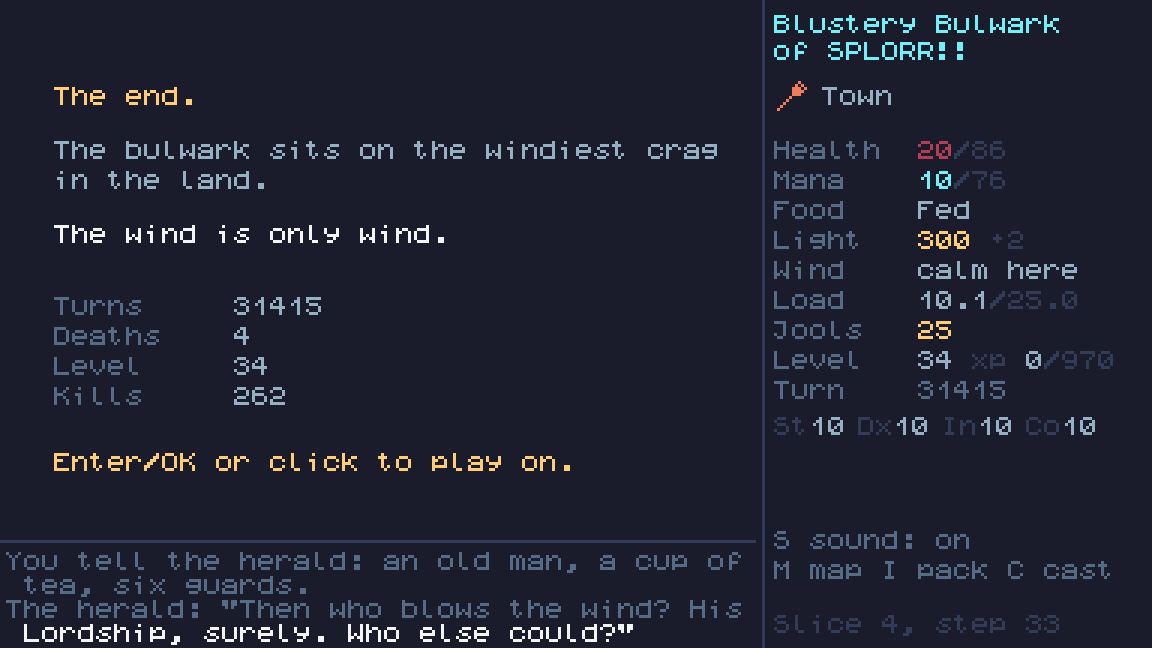 Blustery Bulwark
of SPLORR!!
Town
The end.
The bulwark sits on the windiest crag
in the land.
The wind is only wind.
Turns 31415
Deaths 4
Level 34
Kills 262
Enter/OK or click to play on.
Health 20/86
Mana 10/76
Food Fed
Light 300 +2
Wind calm here
Load 10.1/25.0
Jools 25
Level 34 xp 0/970
Turn 31415
St10 Dx10 In10 Co10
S sound: on
M map I pack C cast
Slice 4, step 33
You tell the herald: an old man, a cup of
tea, six guards.
The herald: "Then who blows the wind? His
Lordship, surely. Who else could?"